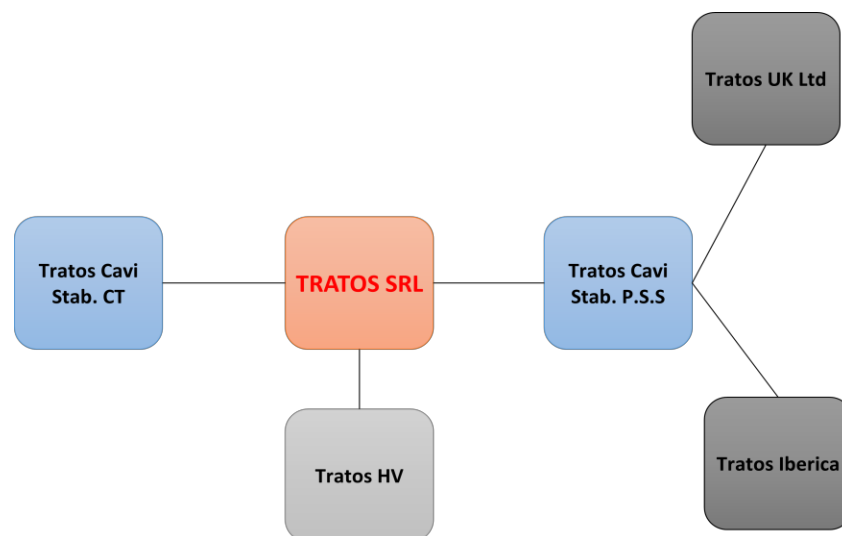 Tratos UK Ltd
Tratos Cavi
Stab. CT
TRATOS SRL
Tratos Cavi
Stab. P.S.S
Tratos HV
Tratos Iberica